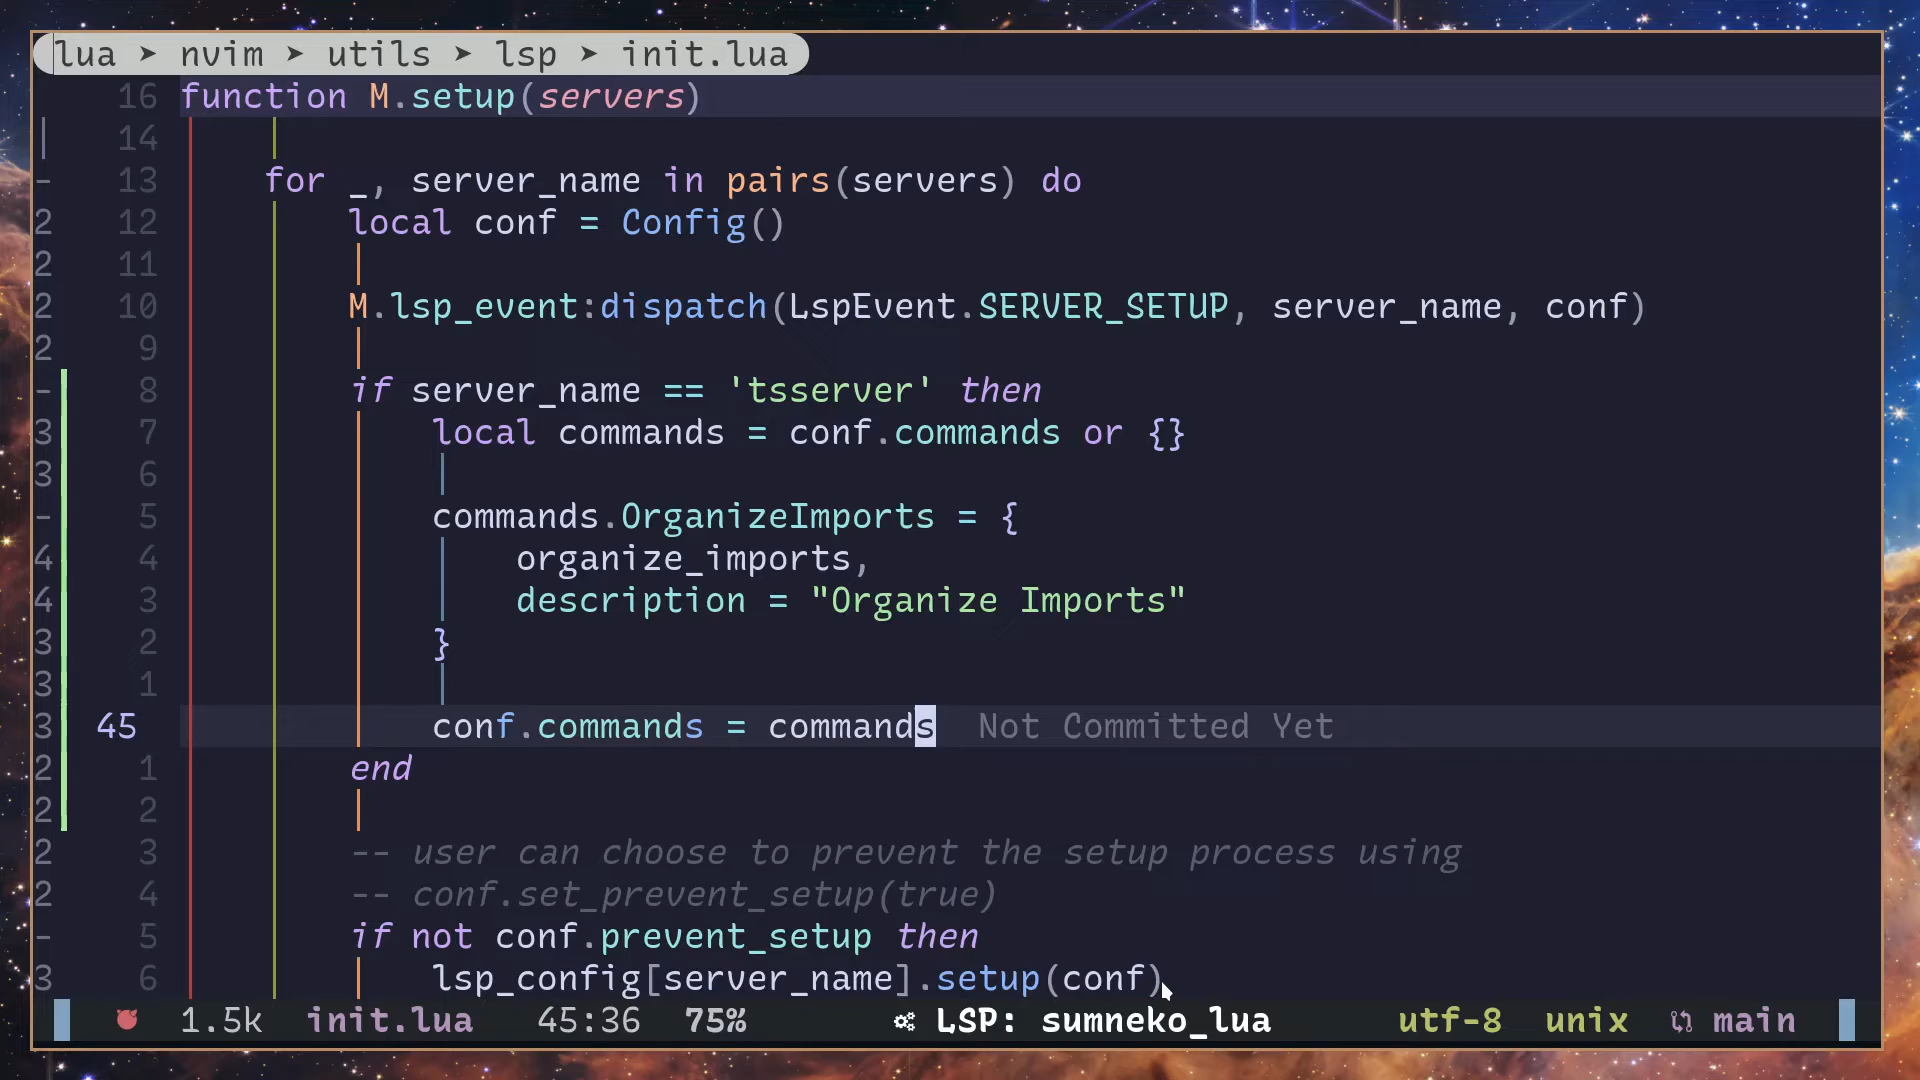 lua ➤ nvim ➤ utils ➤ lsp ➤ init.lua
16 function M.setup(servers)
14
- 13 for _, server_name in pairs(servers) do
2 12 local conf = Config()
2 11
2 10 M.lsp_event:dispatch(LspEvent.SERVER_SETUP, server_name, conf)
2 9
- 8 if server_name == 'tsserver' then
3 7 local commands = conf.commands or {}
3 6
- 5 commands.OrganizeImports = {
4 4 organize_imports,
4 3 description = "Organize Imports"
3 2 }
3 1
3 45 conf.commands = commands Not Committed Yet
2 1 end
2 2
2 3 -- user can choose to prevent the setup process using
2 4 -- conf.set_prevent_setup(true)
- 5 if not conf.prevent_setup then
3 6 lsp_config[server_name].setup(conf)
1.5k init.lua 45:36 75% LSP: sumneko_lua utf-8 unix main